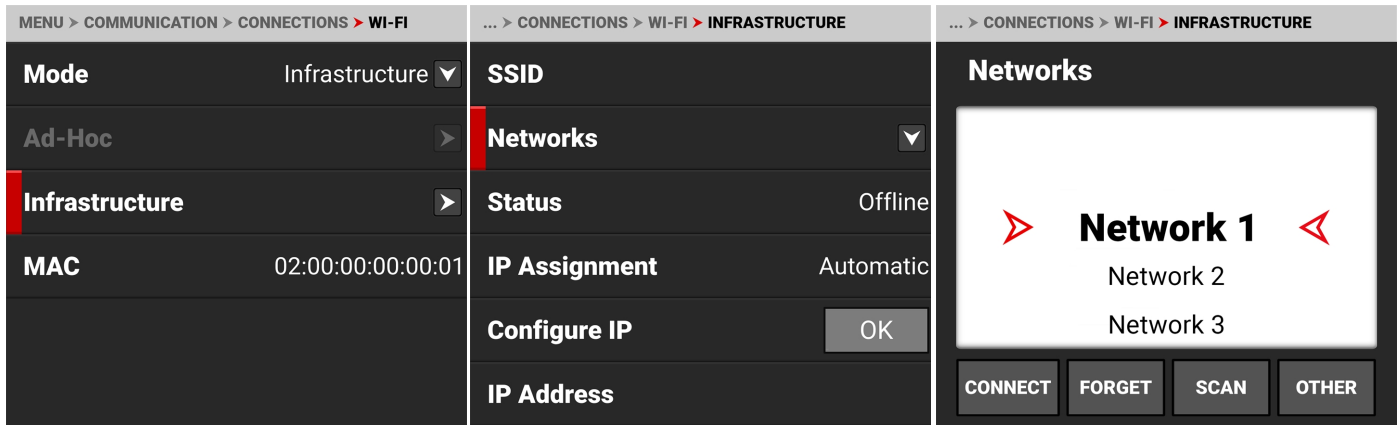 MENU > COMMUNICATION > CONNECTIONS > WI-FI
Mode Infrastructure
Ad-Hoc
Infrastructure
MAC 02:00:00:00:00:01
... > CONNECTIONS > WI-FI > INFRASTRUCTURE
SSID
Networks
Status Offline
IP Assignment Automatic
Configure IP OK
IP Address
... > CONNECTIONS > WI-FI > INFRASTRUCTURE
Networks
Network 1
Network 2
Network 3
CONNECT FORGET SCAN OTHER